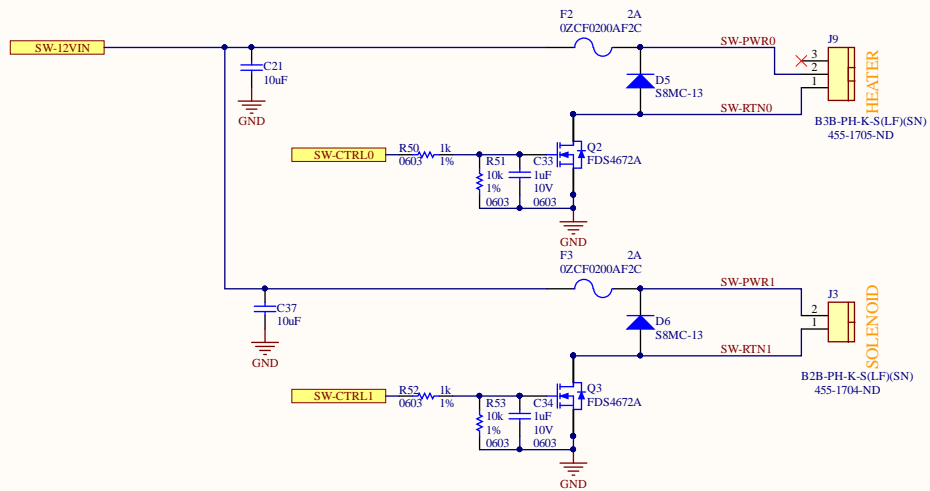 F2 2A
0ZCF0200AF2C
SW-12VIN
SW-PWR0
J9
3
2
1
HEATER
C21
10uF
GND
D5
S8MC-13
SW-RTN0
B3B-PH-K-S(LF)(SN)
455-1705-ND
SW-CTRL0
R50 1k
0603 1%
R51
10k
1%
0603
C33
1uF
10V
0603
Q2
FDS4672A
GND
F3 2A
0ZCF0200AF2C
SW-PWR1
J3
2
1
SOLENOID
C37
10uF
GND
D6
S8MC-13
SW-RTN1
B2B-PH-K-S(LF)(SN)
455-1704-ND
SW-CTRL1
R52 1k
0603 1%
R53
10k
1%
0603
C34
1uF
10V
0603
Q3
FDS4672A
GND